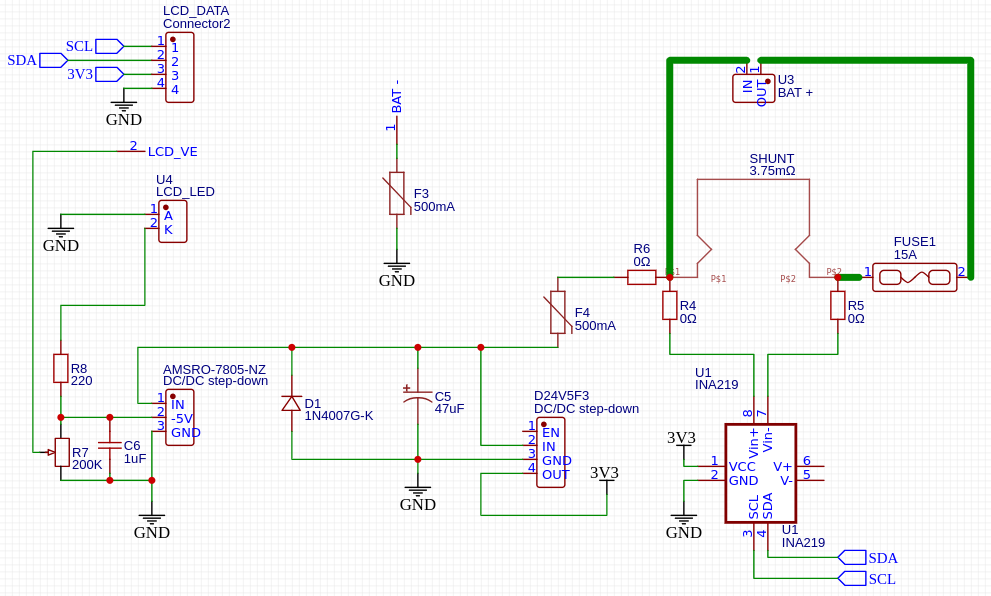 LCD_DATA
Connector2
SCL
SDA
3V3
1
2
3
4
1
2
3
4
GND
2
LCD_VE
U4
LCD_LED
1
2
A
K
GND
BAT -
1
F3
500mA
GND
F4
500mA
2
1
IN
OUT
U3
BAT +
SHUNT
3.75mΩ
R6
0Ω
P$1
P$1
P$2
P$2
FUSE1
15A
1
2
R4
0Ω
R5
0Ω
R8
220
AMSRO-7805-NZ
DC/DC step-down
1
2
3
IN
-5V
GND
R7
200K
C6
1uF
GND
D1
1N4007G-K
C5
47uF
GND
D24V5F3
DC/DC step-down
1
2
3
4
EN
IN
GND
OUT
3V3
U1
INA219
8
7
Vin+
Vin-
3V3
1
2
VCC
GND
V+
V-
6
5
GND
SCL
SDA
3
4
U1
INA219
SDA
SCL